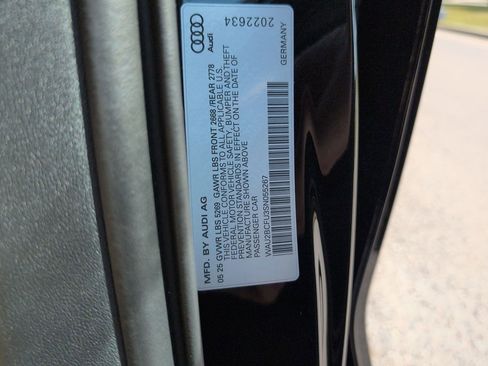 MFD. BY AUDI AG
05 25 GVWR LBS 5269 GAWR LBS FRONT 2668 /REAR 2778
THIS VEHICLE CONFORMS TO ALL APPLICABLE U.S.
FEDERAL MOTOR VEHICLE SAFETY, BUMPER AND THEFT
PREVENTION STANDARDS IN EFFECT ON THE DATE OF
MANUFACTURE SHOWN ABOVE
PASSENGER CAR
WAU2BCFU3SN055267
GERMANY
Audi
2022634